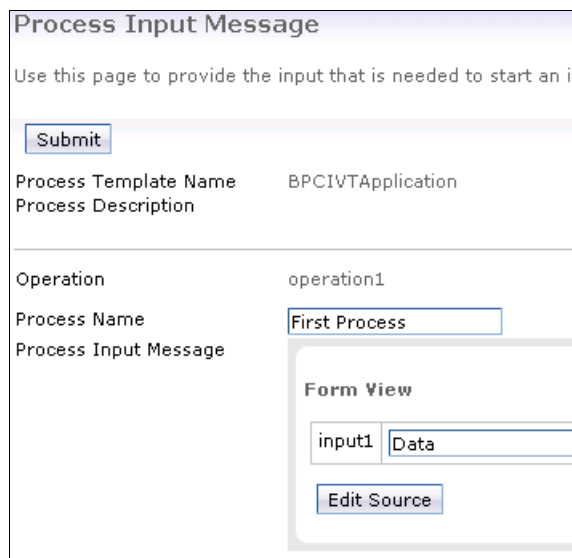 Process Input Message
Use this page to provide the input that is needed to start an i
Submit
Process Template Name BPCIVTApplication
Process Description
Operation operation1
Process Name First Process
Process Input Message
Form View
input1 Data
Edit Source